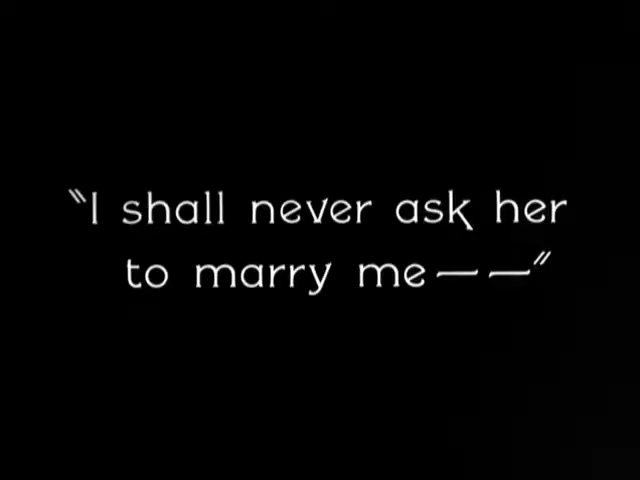 "I shall never ask her
to marry me — —"